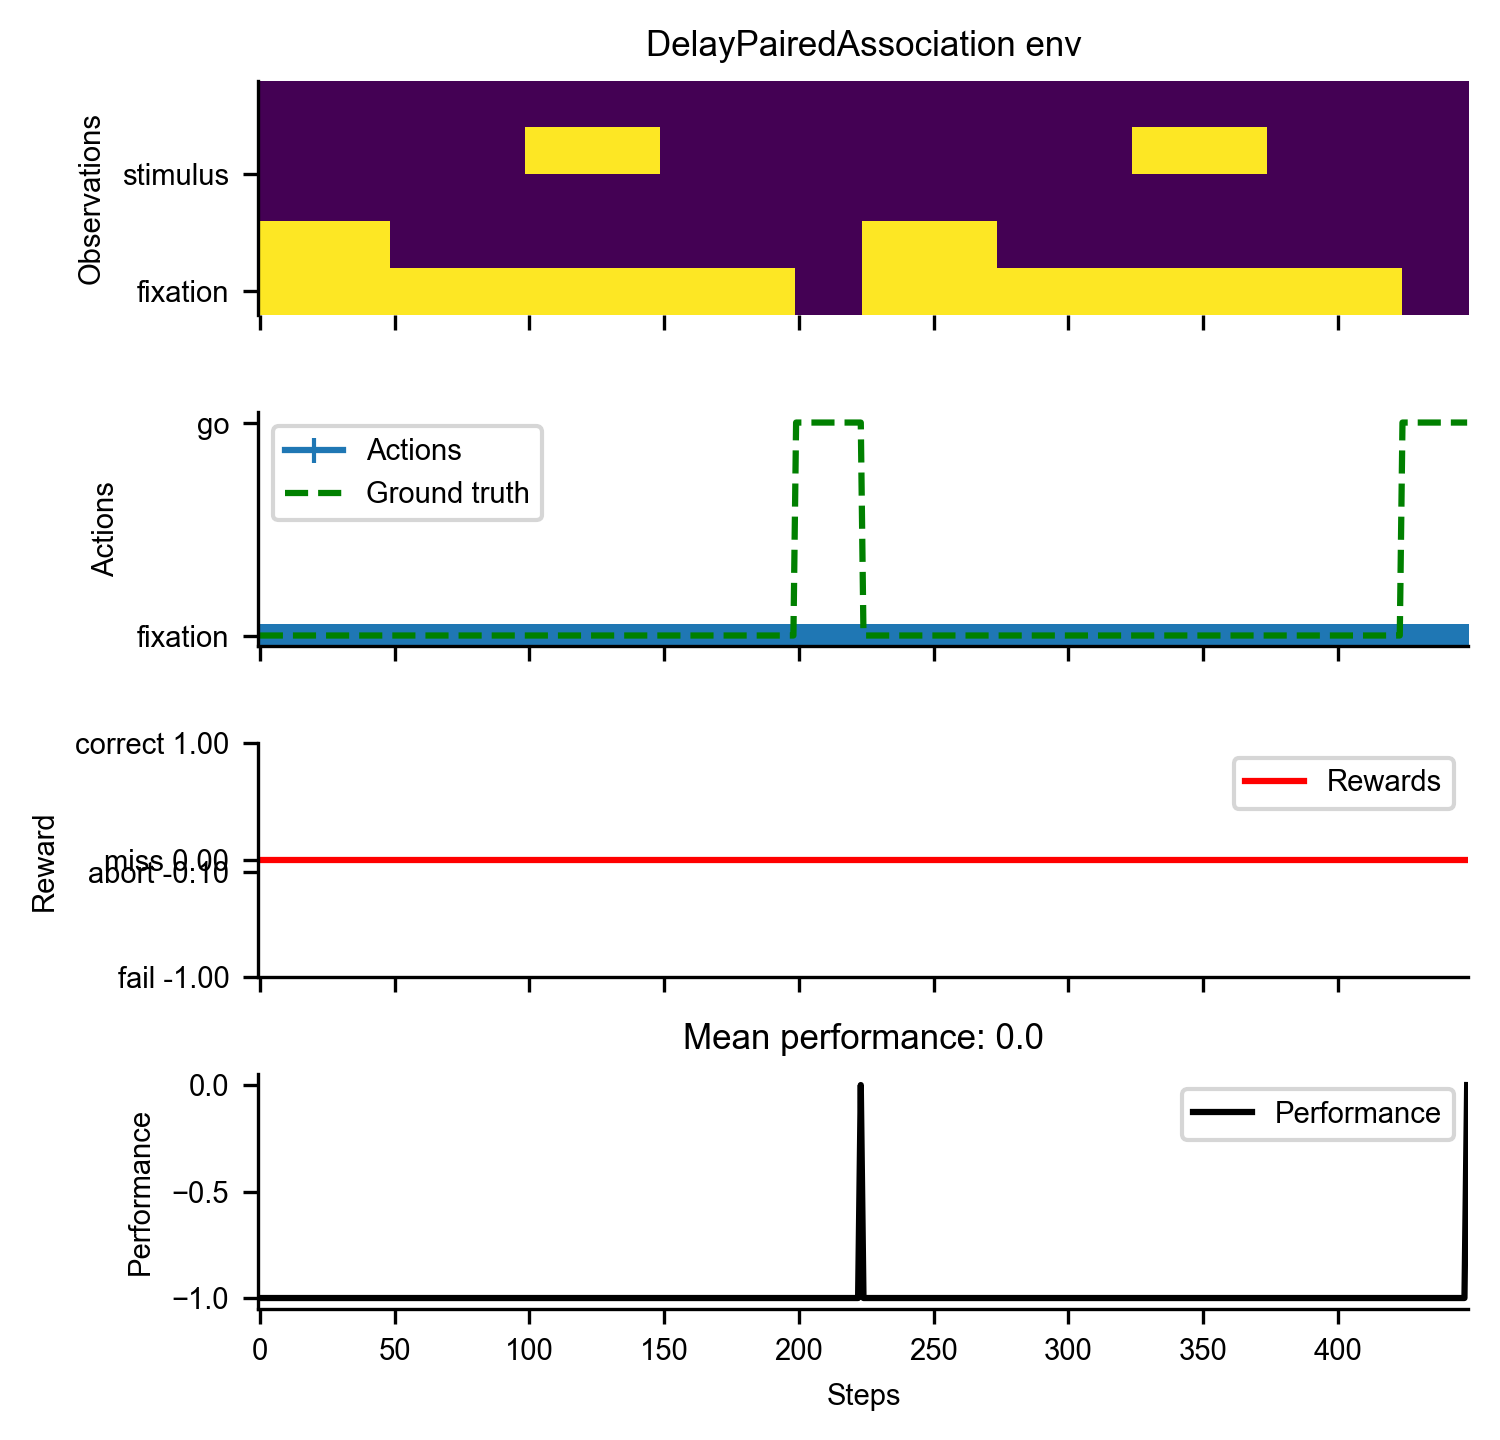 DelayPairedAssociation env
Observations
stimulus
fixation
Actions
go
fixation
Actions
Ground truth
Reward
correct 1.00
miss 0.00
abort -0.10
fail -1.00
Rewards
Mean performance: 0.0
Performance
0.0
−0.5
−1.0
Performance
0 50 100 150 200 250 300 350 400
Steps